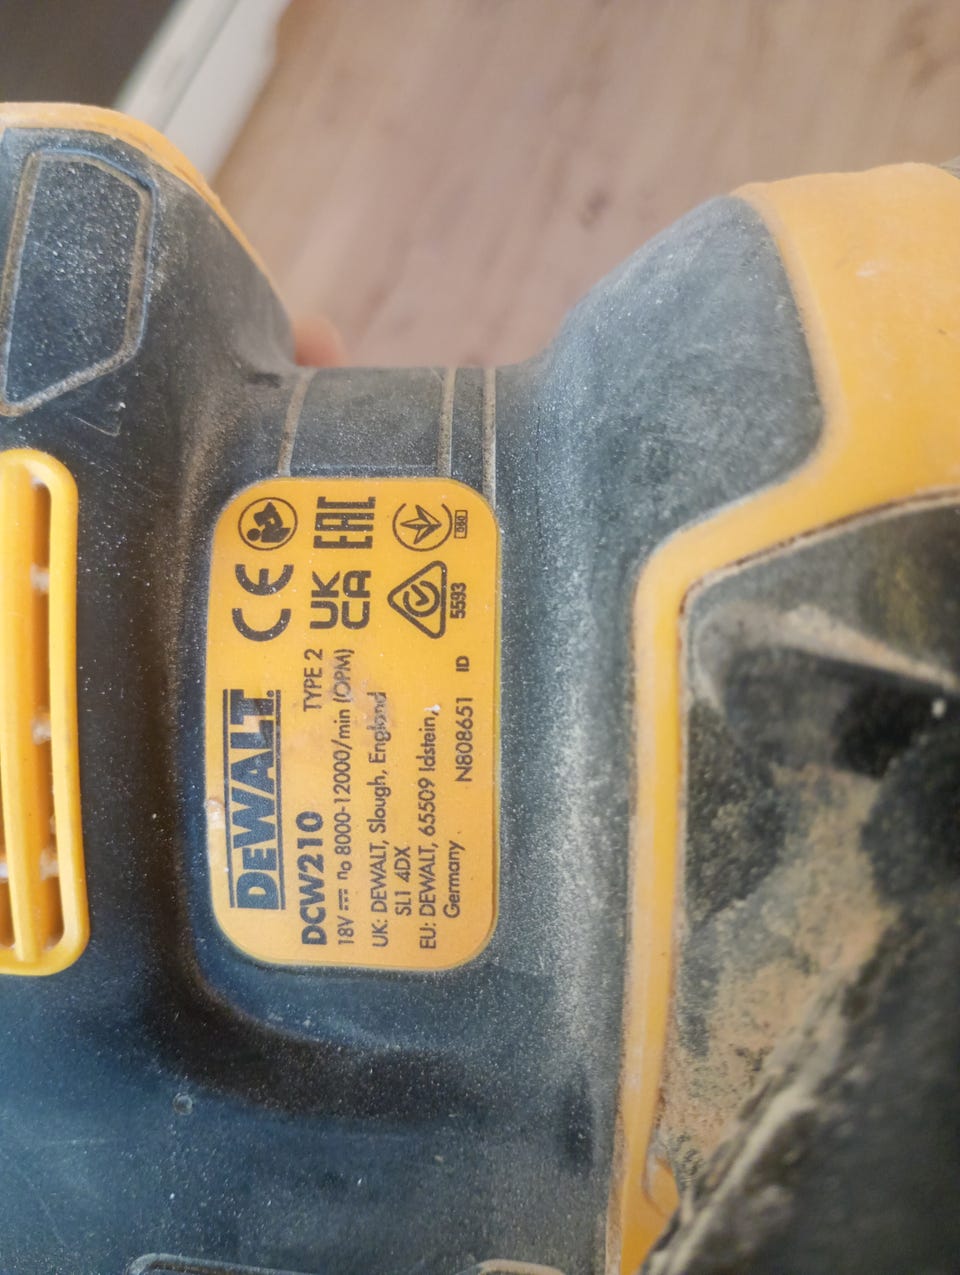 DEWALT
DCW210 TYPE 2
18V n₀ 8000-12000/min (OPM)
UK: DEWALT, Slough, England
SL1 4DX
EU: DEWALT, 65509 Idstein,
Germany N808651 ID
CE
UK
CA
EAC
5593